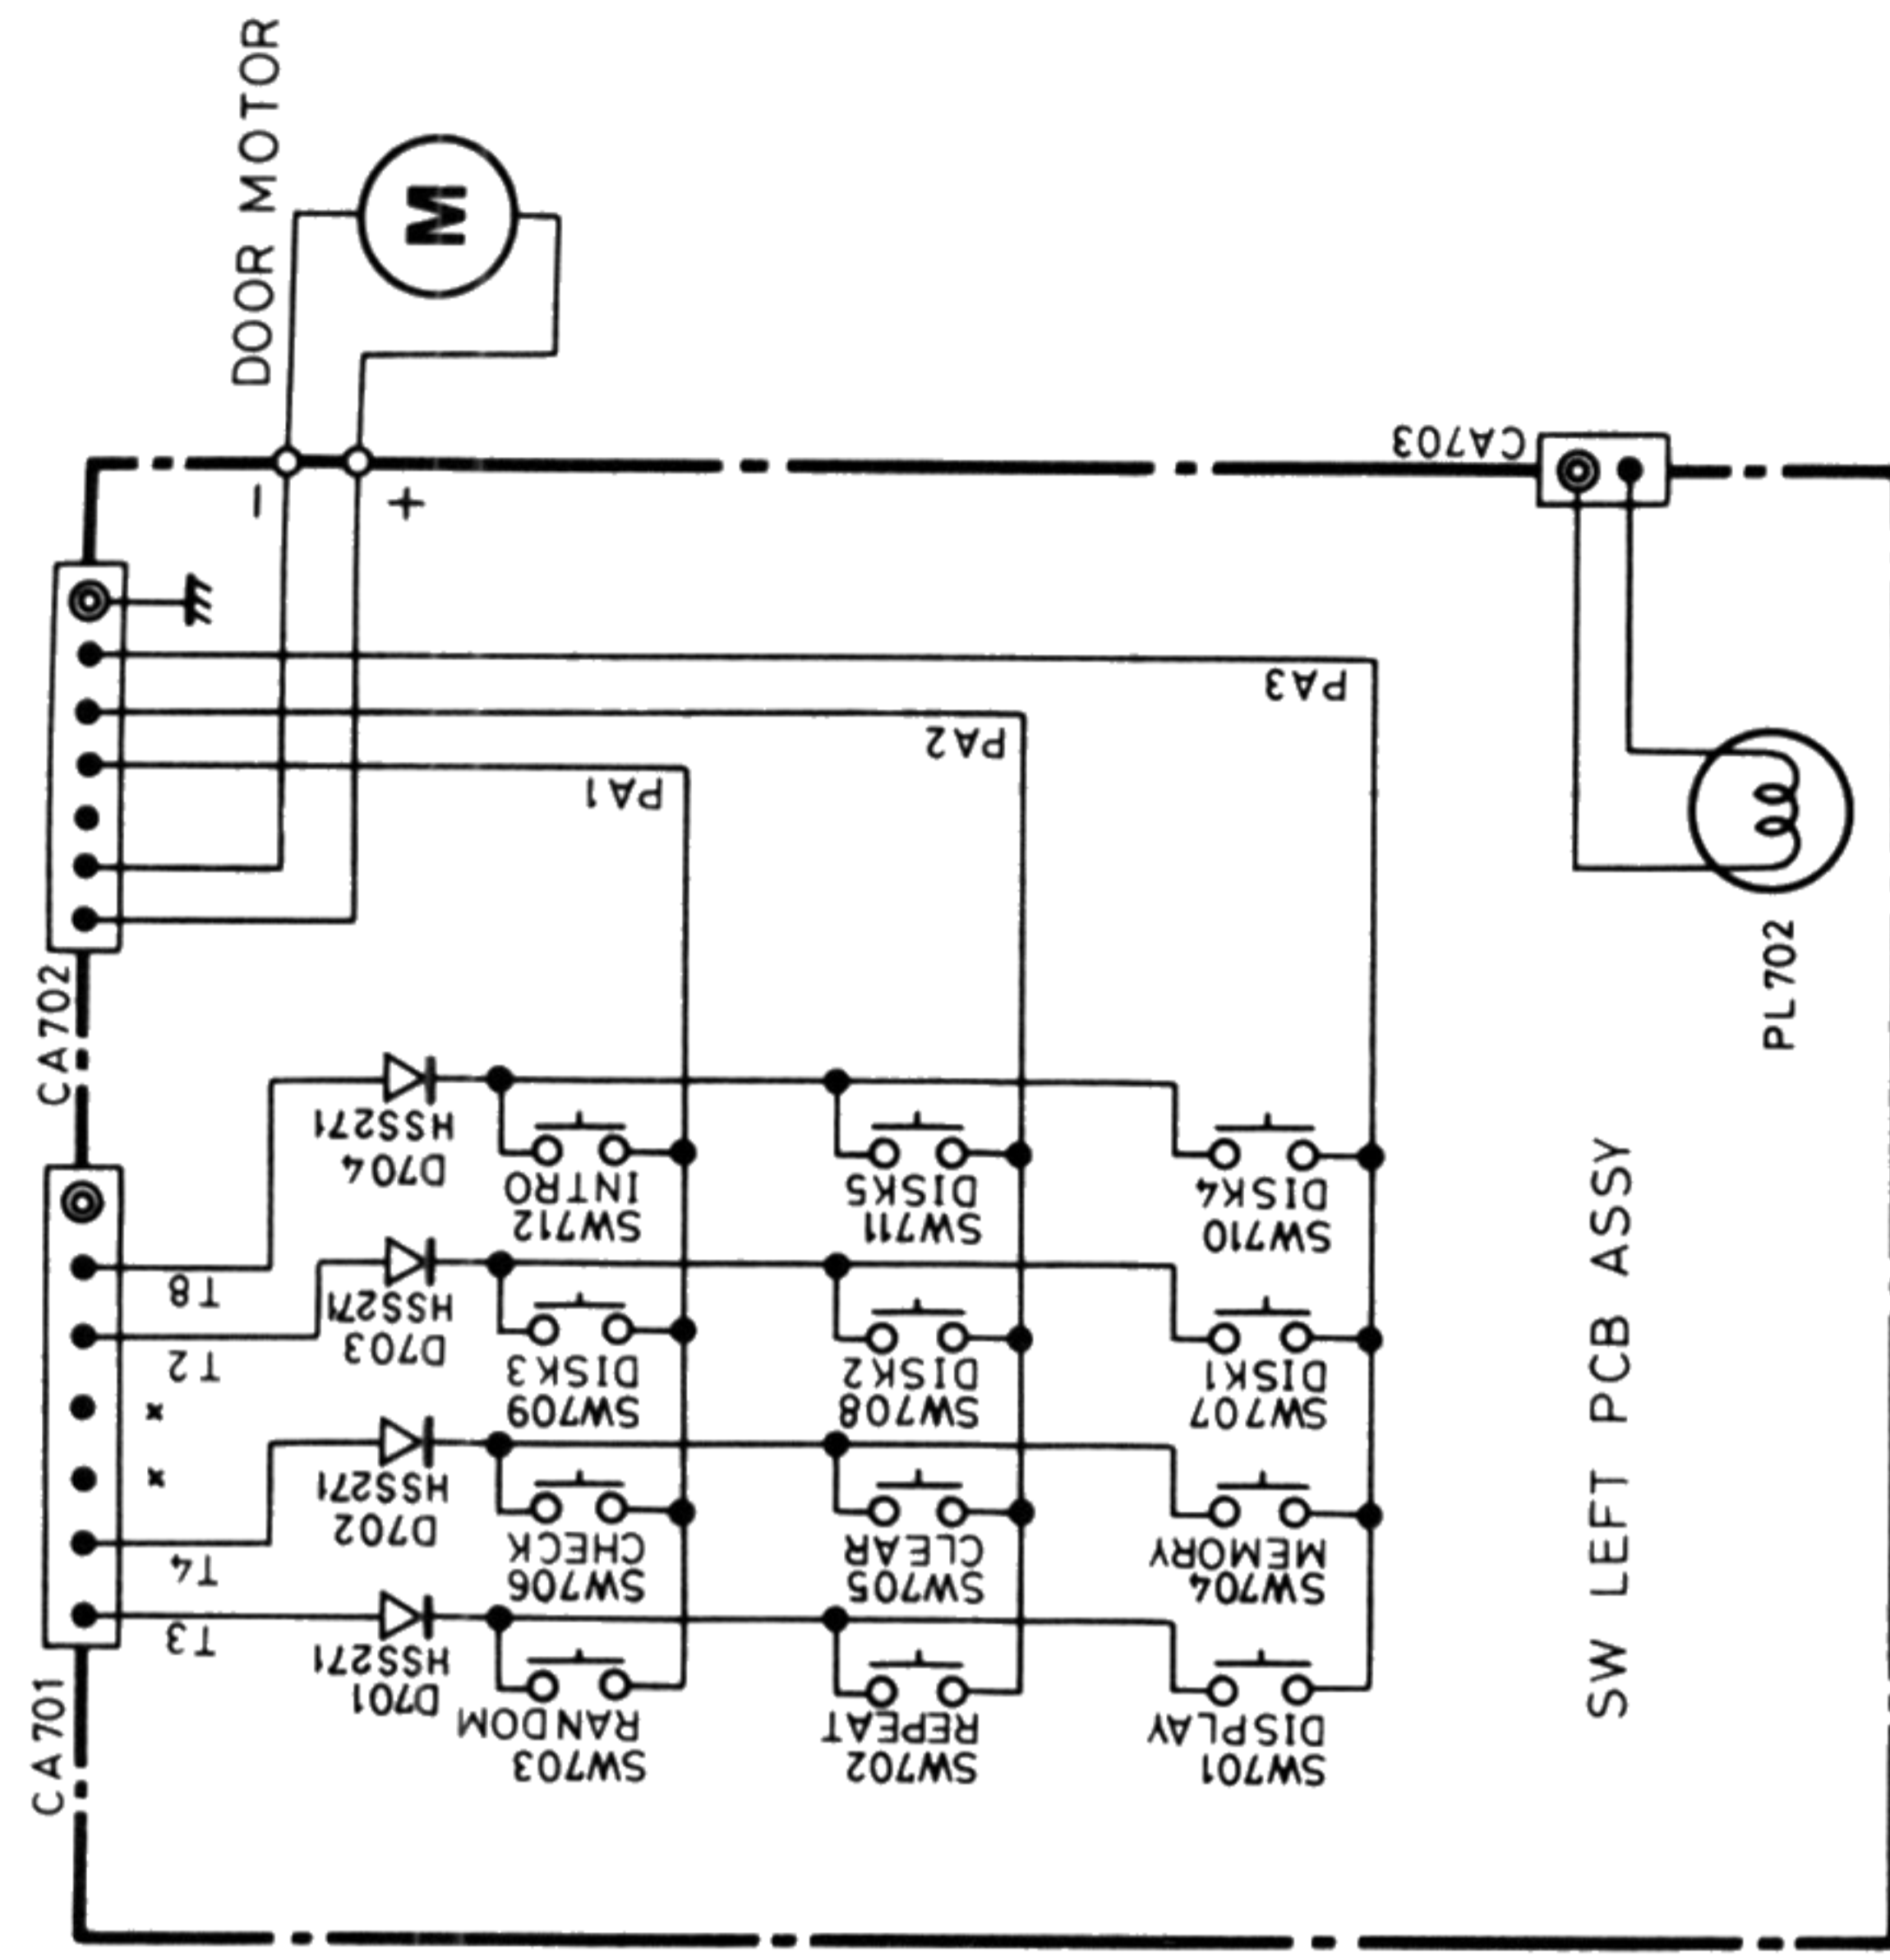 DOOR MOTOR
M
CA703
−
+
PA3
PA2
PA1
CA702
PL702
HSS271
D704
INTRO
SW712
DISK5
SW711
DISK4
SW710
T8
HSS271
D703
DISK3
SW709
DISK2
SW708
DISK1
SW707
T2
x
x
HSS271
D702
CHECK
SW706
CLEAR
SW705
MEMORY
SW704
T4
T3
HSS271
D701
RANDOM
SW703
REPEAT
SW702
DISPLAY
SW701
CA701
SW LEFT PCB ASSY